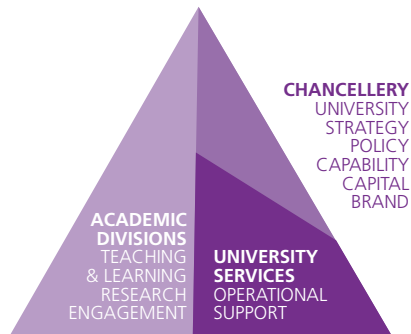 CHANCELLERY
UNIVERSITY
STRATEGY
POLICY
CAPABILITY
CAPITAL
BRAND
ACADEMIC
DIVISIONS
TEACHING
& LEARNING
RESEARCH
ENGAGEMENT
UNIVERSITY
SERVICES
OPERATIONAL
SUPPORT